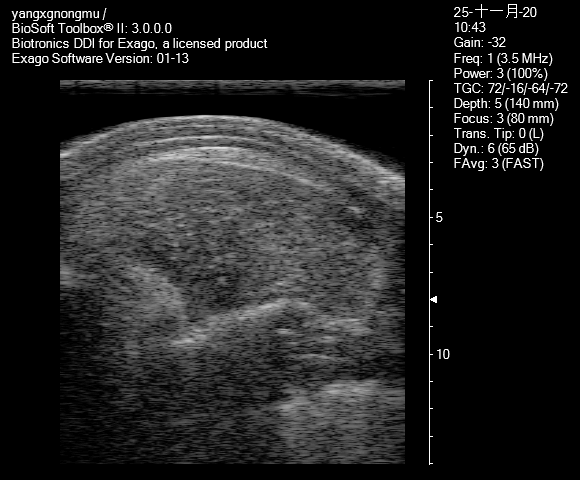 yangxgnongmu /
BioSoft Toolbox® II: 3.0.0.0
Biotronics DDI for Exago, a licensed product
Exago Software Version: 01-13
25-十一月-20
10:43
Gain: -32
Freq: 1 (3.5 MHz)
Power: 3 (100%)
TGC: 72/-16/-64/-72
Depth: 5 (140 mm)
Focus: 3 (80 mm)
Trans. Tip: 0 (L)
Dyn.: 6 (65 dB)
FAvg: 3 (FAST)
5
10